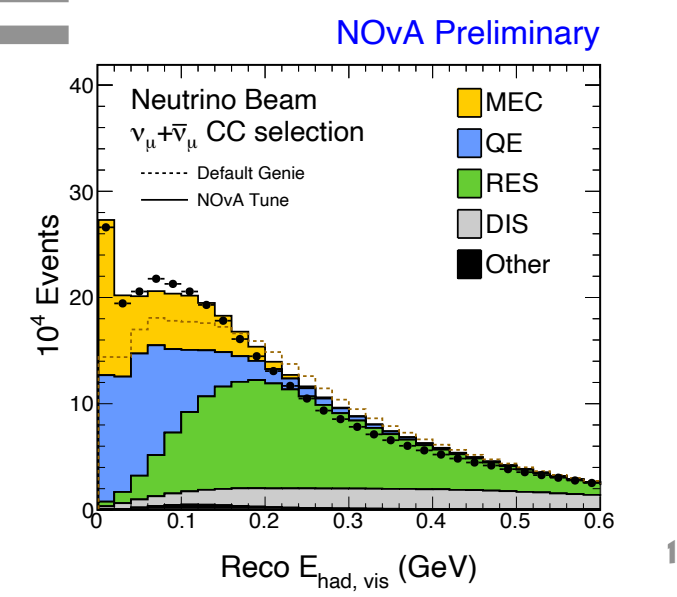 NOvA Preliminary
Neutrino Beam
νμ+ν̅μ CC selection
Default Genie
NOvA Tune
MEC
QE
RES
DIS
Other
10⁴ Events
40
30
20
10
0
0 0.1 0.2 0.3 0.4 0.5 0.6
Reco E_had, vis (GeV)
1